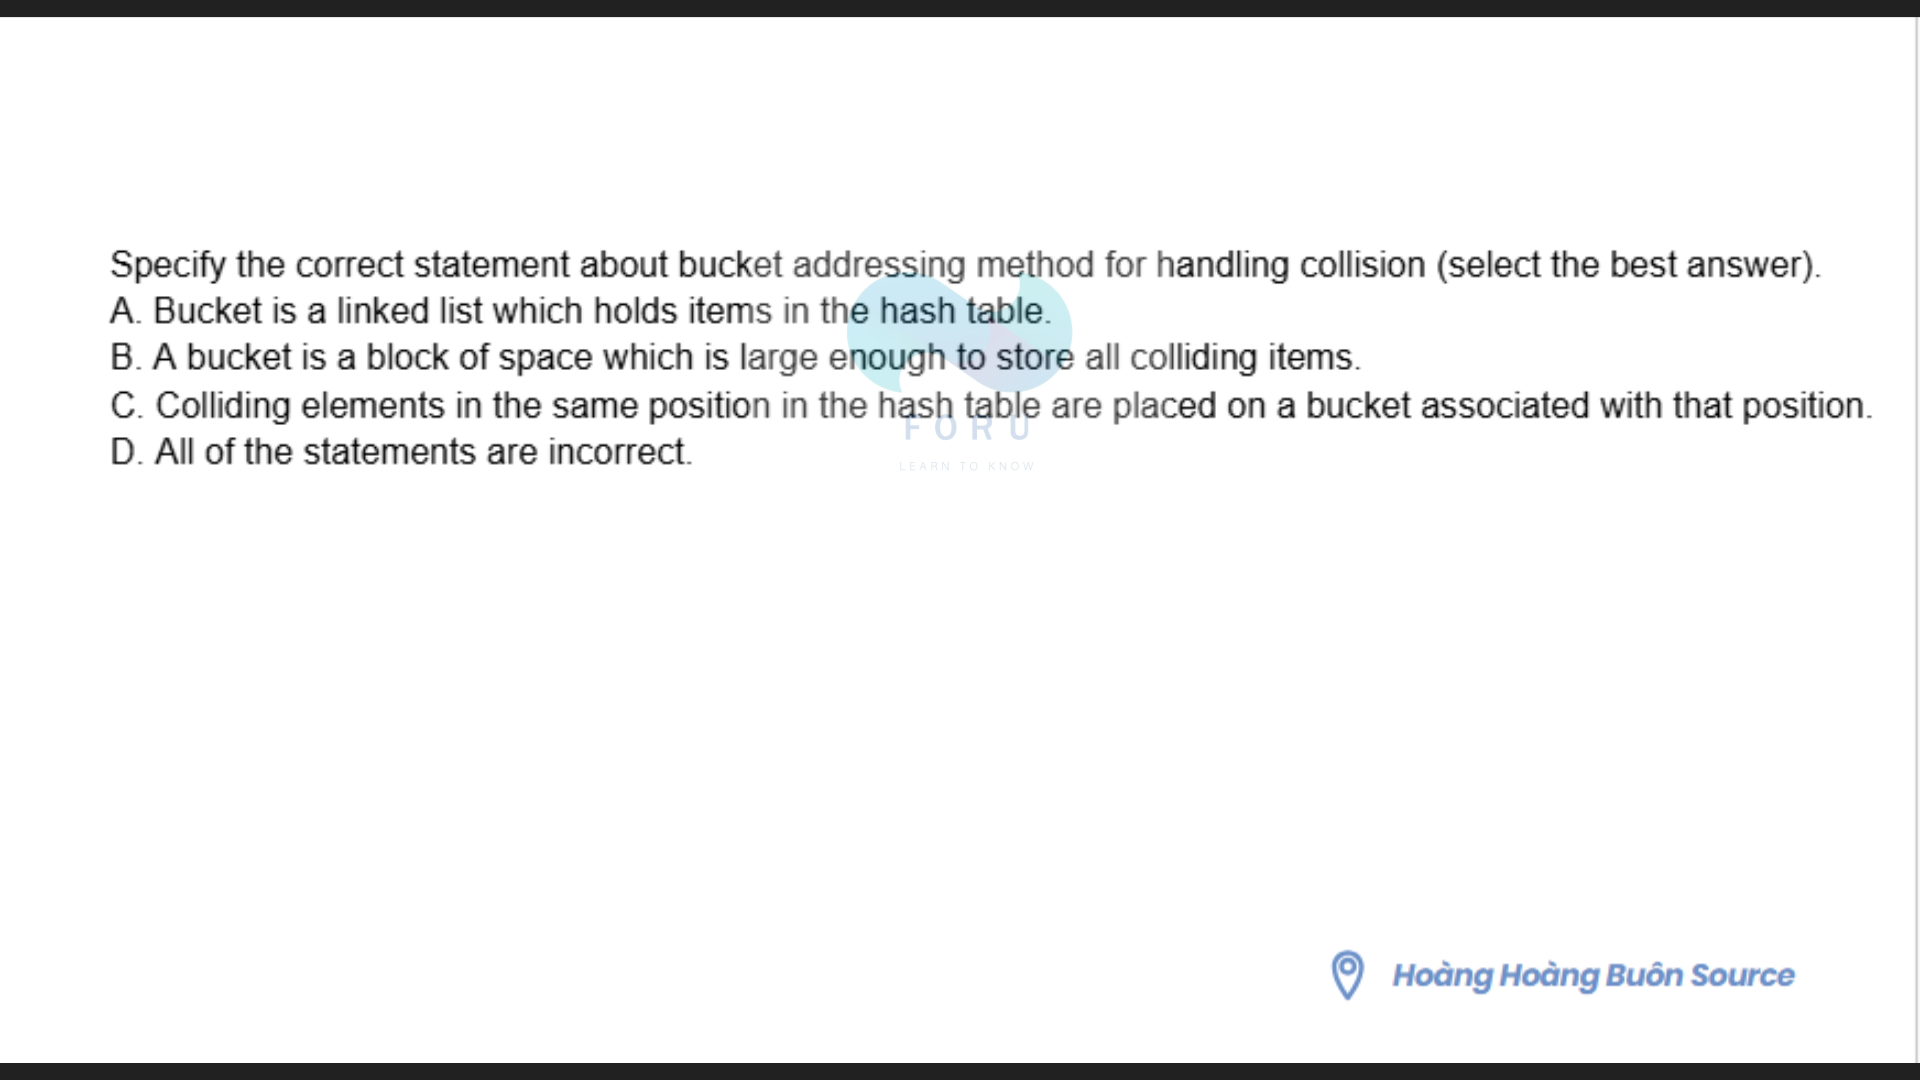 Specify the correct statement about bucket addressing method for handling collision (select the best answer).
A. Bucket is a linked list which holds items in the hash table.
B. A bucket is a block of space which is large enough to store all colliding items.
C. Colliding elements in the same position in the hash table are placed on a bucket associated with that position.
FORU
D. All of the statements are incorrect.
LEARN TO KNOW
Hoàng Hoàng Buôn Source